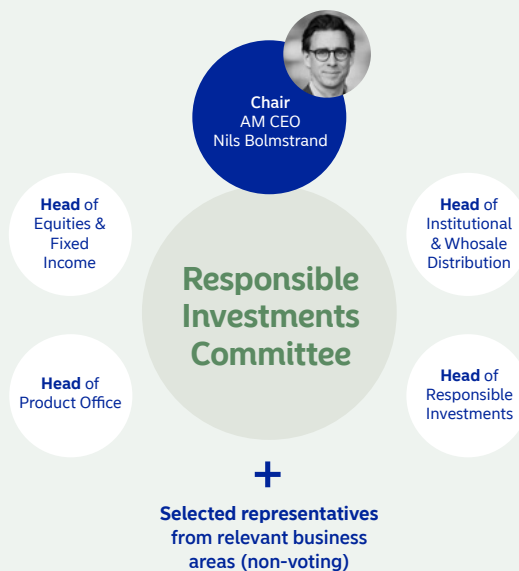 Chair
AM CEO
Nils Bolmstrand
Head of
Equities &
Fixed
Income
Head of
Institutional
& Whosale
Distribution
Responsible
Investments
Committee
Head of
Product Office
Head of
Responsible
Investments
+
Selected representatives
from relevant business
areas (non-voting)